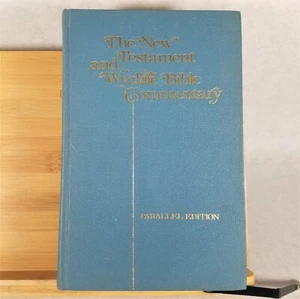 The New
Testament
and
Wycliffe Bible
Commentary
PARALLEL EDITION